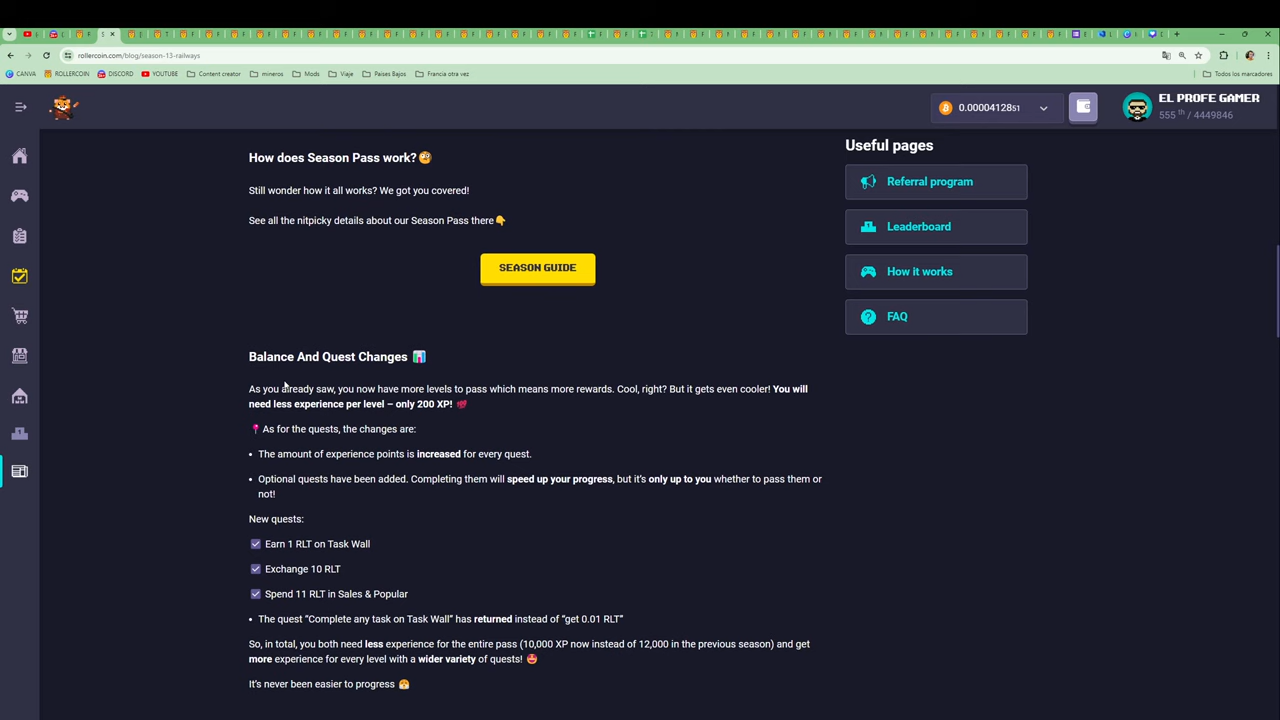 rollercoin.com/blog/season-13-railways
CANVA
ROLLERCOIN
DISCORD
YOUTUBE
Content creator
mineros
Mods
Viaje
Países Bajos
Francia otra vez
Todos los marcadores
0.0000412851
EL PROFE GAMER
555 th / 4449846
How does Season Pass work?🧐
Still wonder how it all works? We got you covered!
See all the nitpicky details about our Season Pass there👇
SEASON GUIDE
Useful pages
Referral program
Leaderboard
How it works
FAQ
Balance And Quest Changes 📊
As you already saw, you now have more levels to pass which means more rewards. Cool, right? But it gets even cooler! You will
need less experience per level – only 200 XP! 💓
📍 As for the quests, the changes are:
• The amount of experience points is increased for every quest.
• Optional quests have been added. Completing them will speed up your progress, but it's only up to you whether to pass them or
not!
New quests:
Earn 1 RLT on Task Wall
Exchange 10 RLT
Spend 11 RLT in Sales & Popular
• The quest “Complete any task on Task Wall” has returned instead of “get 0.01 RLT”
So, in total, you both need less experience for the entire pass (10,000 XP now instead of 12,000 in the previous season) and get
more experience for every level with a wider variety of quests! 🤩
It's never been easier to progress 😤